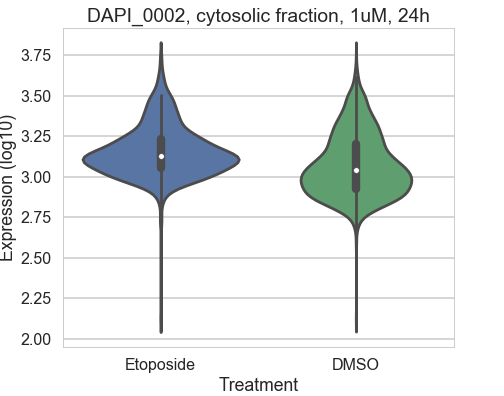 DAPI_0002, cytosolic fraction, 1uM, 24h
3.75
3.50
3.25
3.00
2.75
2.50
2.25
2.00
Expression (log10)
Etoposide
DMSO
Treatment